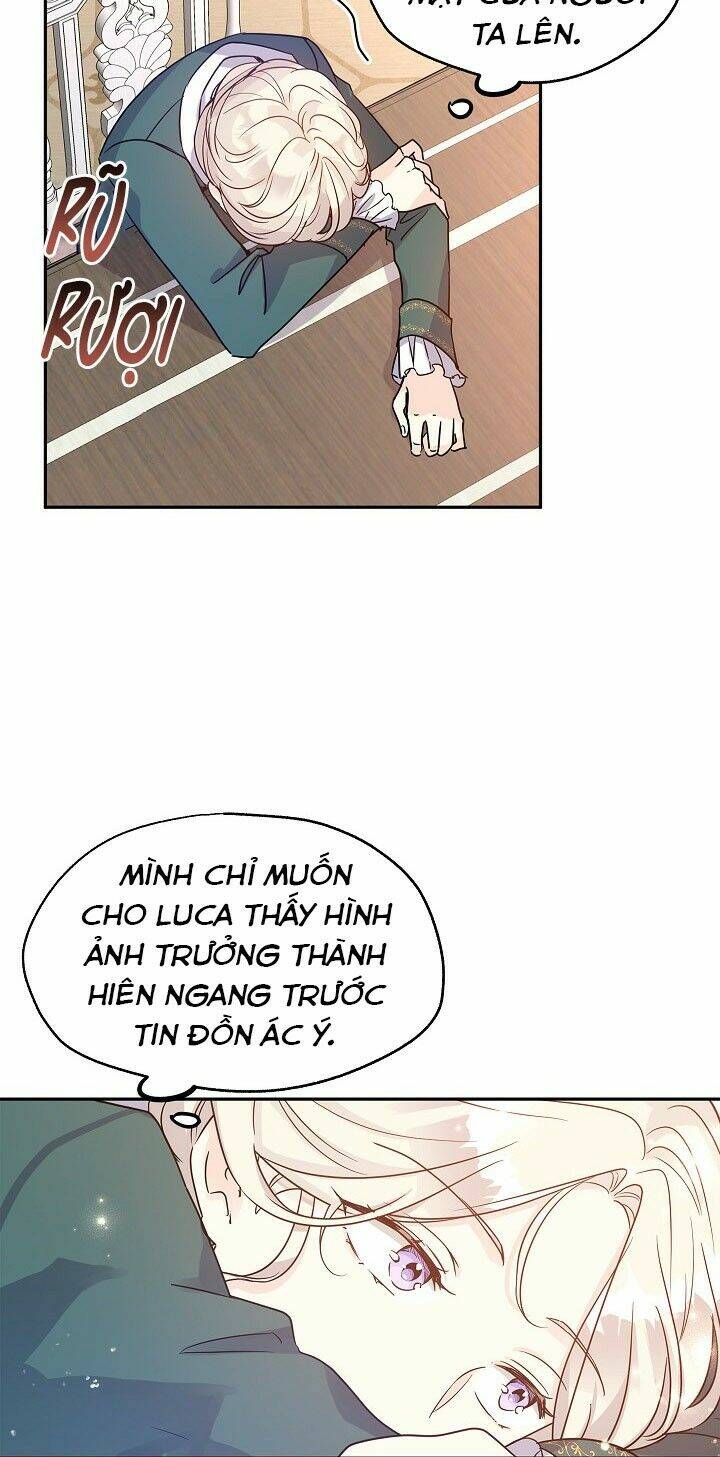 TA LÊN.
RŨ
RƯỢI
MÌNH CHỈ MUỐN
CHO LUCA THẤY HÌNH
ẢNH TRƯỞNG THÀNH
HIÊN NGANG TRƯỚC
TIN ĐỒN ÁC Ý.